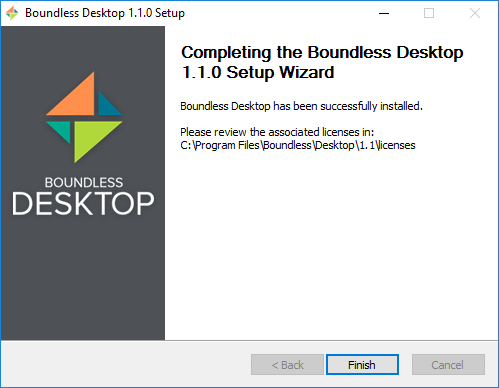 Boundless Desktop 1.1.0 Setup
Completing the Boundless Desktop
1.1.0 Setup Wizard
Boundless Desktop has been successfully installed.
Please review the associated licenses in:
C:\Program Files\Boundless\Desktop\1.1\licenses
BOUNDLESS
DESKTOP
< Back
Finish
Cancel